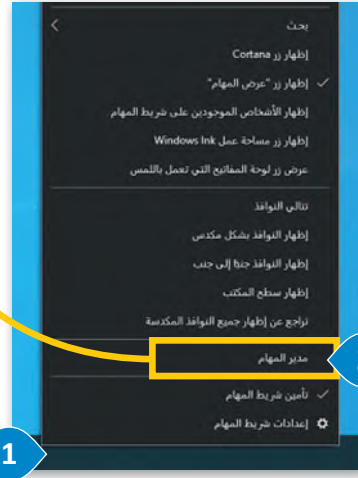 بحث
إظهار زر Cortana
إظهار زر "عرض المهام"
إظهار الأشخاص الموجودين على شريط المهام
إظهار زر مساحة عمل Windows Ink
عرض زر لوحة المفاتيح التي تعمل باللمس
تتالي النوافذ
إظهار النوافذ بشكل مكدس
إظهار النوافذ جنبًا إلى جنب
إظهار سطح المكتب
تراجع عن إظهار جميع النوافذ المكدسة
مدير المهام
تأمين شريط المهام
إعدادات شريط المهام
1